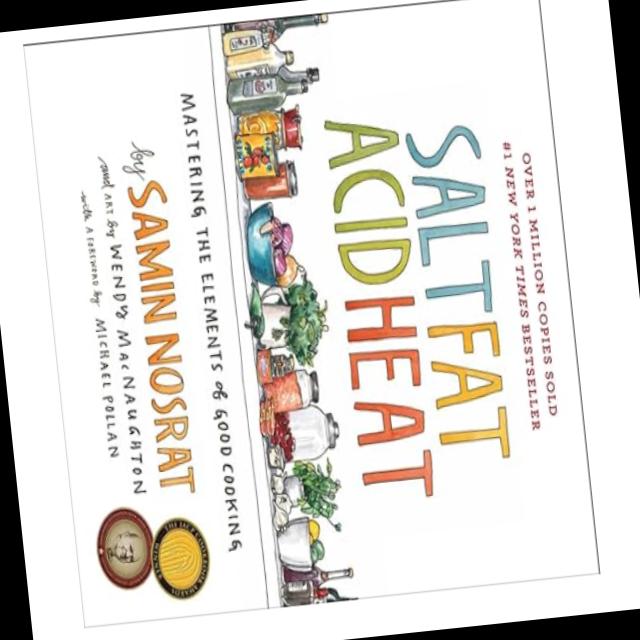 OVER 1 MILLION COPIES SOLD
#1 NEW YORK TIMES BESTSELLER
SALT FAT
ACID HEAT
MASTERING THE ELEMENTS of GOOD COOKING
by SAMIN NOSRAT
and ART by WENDY MACNAUGHTON
with A FOREWORD by MICHAEL POLLAN